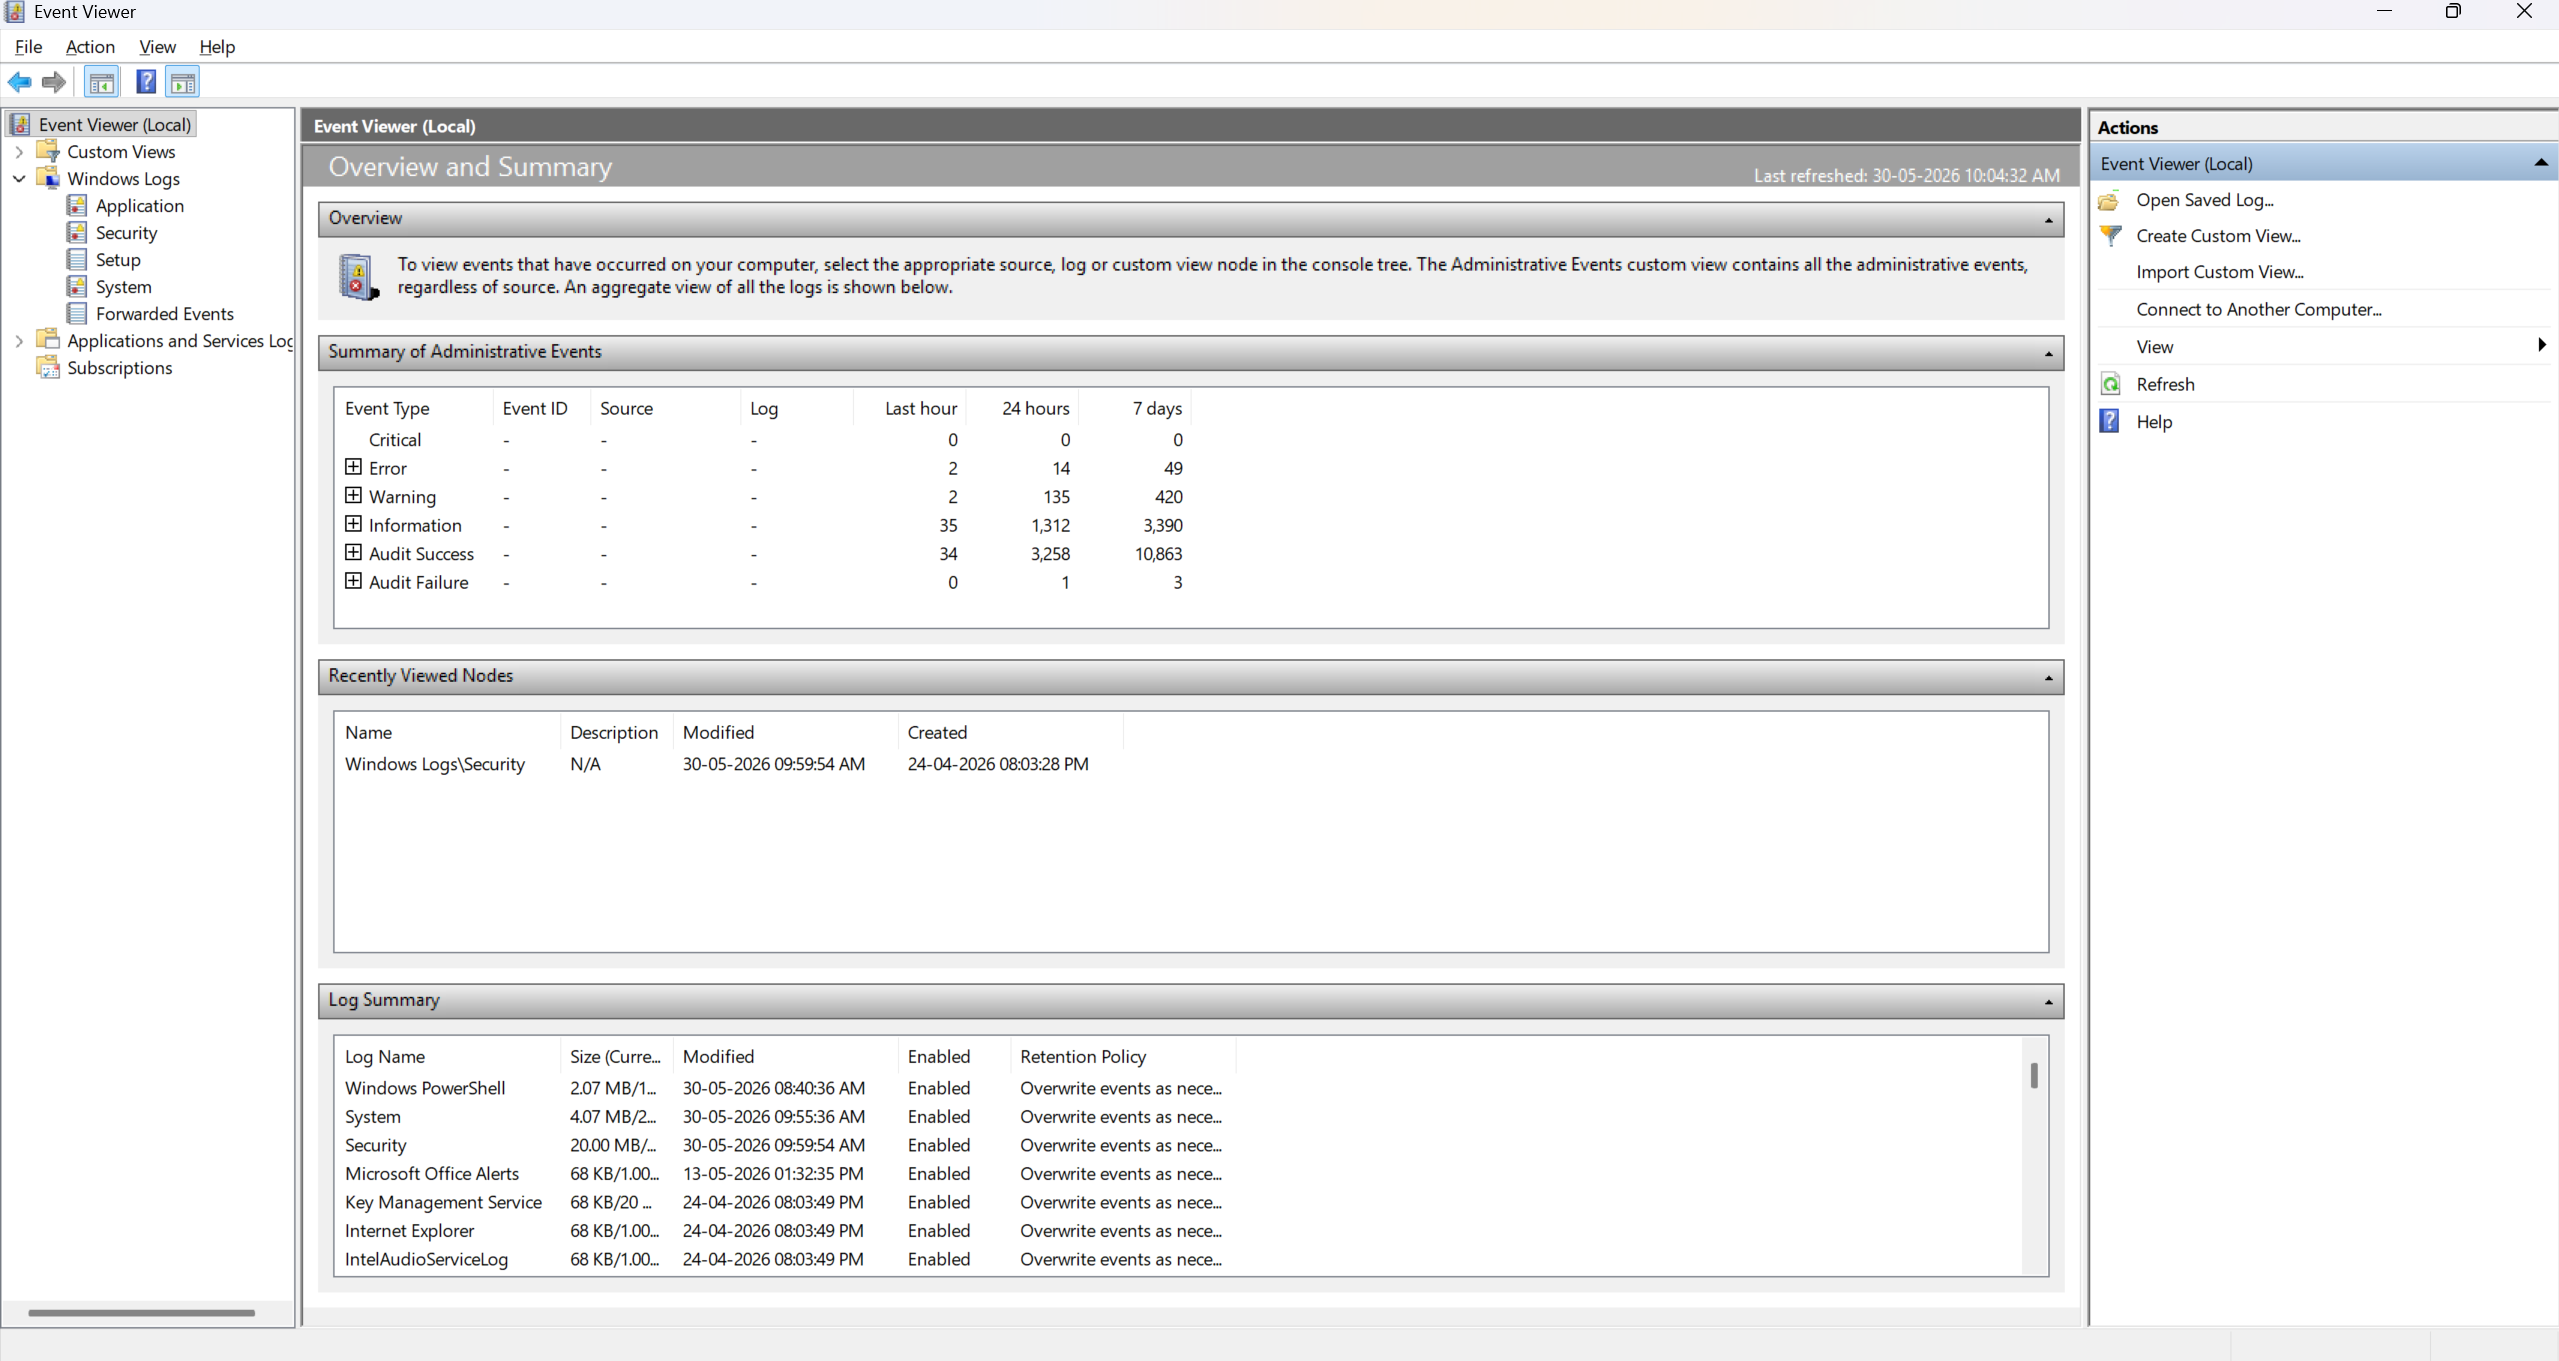 Event Viewer
File Action View Help
Event Viewer (Local)
Custom Views
Windows Logs
Application
Security
Setup
System
Forwarded Events
Applications and Services Log
Subscriptions
Event Viewer (Local)
Overview and Summary
Last refreshed: 30-05-2026 10:04:32 AM
Overview
To view events that have occurred on your computer, select the appropriate source, log or custom view node in the console tree. The Administrative Events custom view contains all the administrative events,
regardless of source. An aggregate view of all the logs is shown below.
Summary of Administrative Events
Event Type Event ID Source Log Last hour 24 hours 7 days
Critical - - - 0 0 0
Error - - - 2 14 49
Warning - - - 2 135 420
Information - - - 35 1,312 3,390
Audit Success - - - 34 3,258 10,863
Audit Failure - - - 0 1 3
Recently Viewed Nodes
Name Description Modified Created
Windows Logs\Security N/A 30-05-2026 09:59:54 AM 24-04-2026 08:03:28 PM
Log Summary
Log Name Size (Curre... Modified Enabled Retention Policy
Windows PowerShell 2.07 MB/1... 30-05-2026 08:40:36 AM Enabled Overwrite events as nece...
System 4.07 MB/2... 30-05-2026 09:55:36 AM Enabled Overwrite events as nece...
Security 20.00 MB/... 30-05-2026 09:59:54 AM Enabled Overwrite events as nece...
Microsoft Office Alerts 68 KB/1.00... 13-05-2026 01:32:35 PM Enabled Overwrite events as nece...
Key Management Service 68 KB/20 ... 24-04-2026 08:03:49 PM Enabled Overwrite events as nece...
Internet Explorer 68 KB/1.00... 24-04-2026 08:03:49 PM Enabled Overwrite events as nece...
IntelAudioServiceLog 68 KB/1.00... 24-04-2026 08:03:49 PM Enabled Overwrite events as nece...
Actions
Event Viewer (Local)
Open Saved Log...
Create Custom View...
Import Custom View...
Connect to Another Computer...
View
Refresh
Help